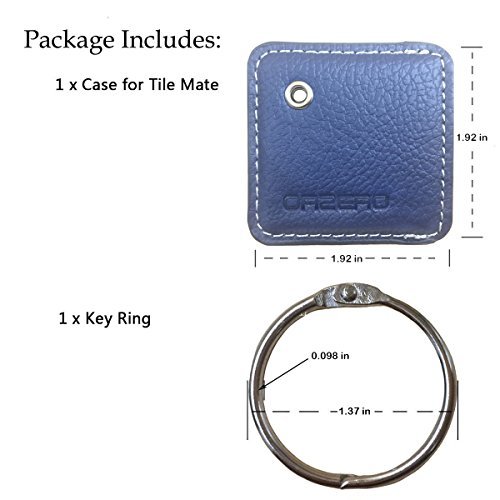 Package Includes:
1 x Case for Tile Mate
ORZERO
1.92 in
1.92 in
1 x Key Ring
0.098 in
1.37 in